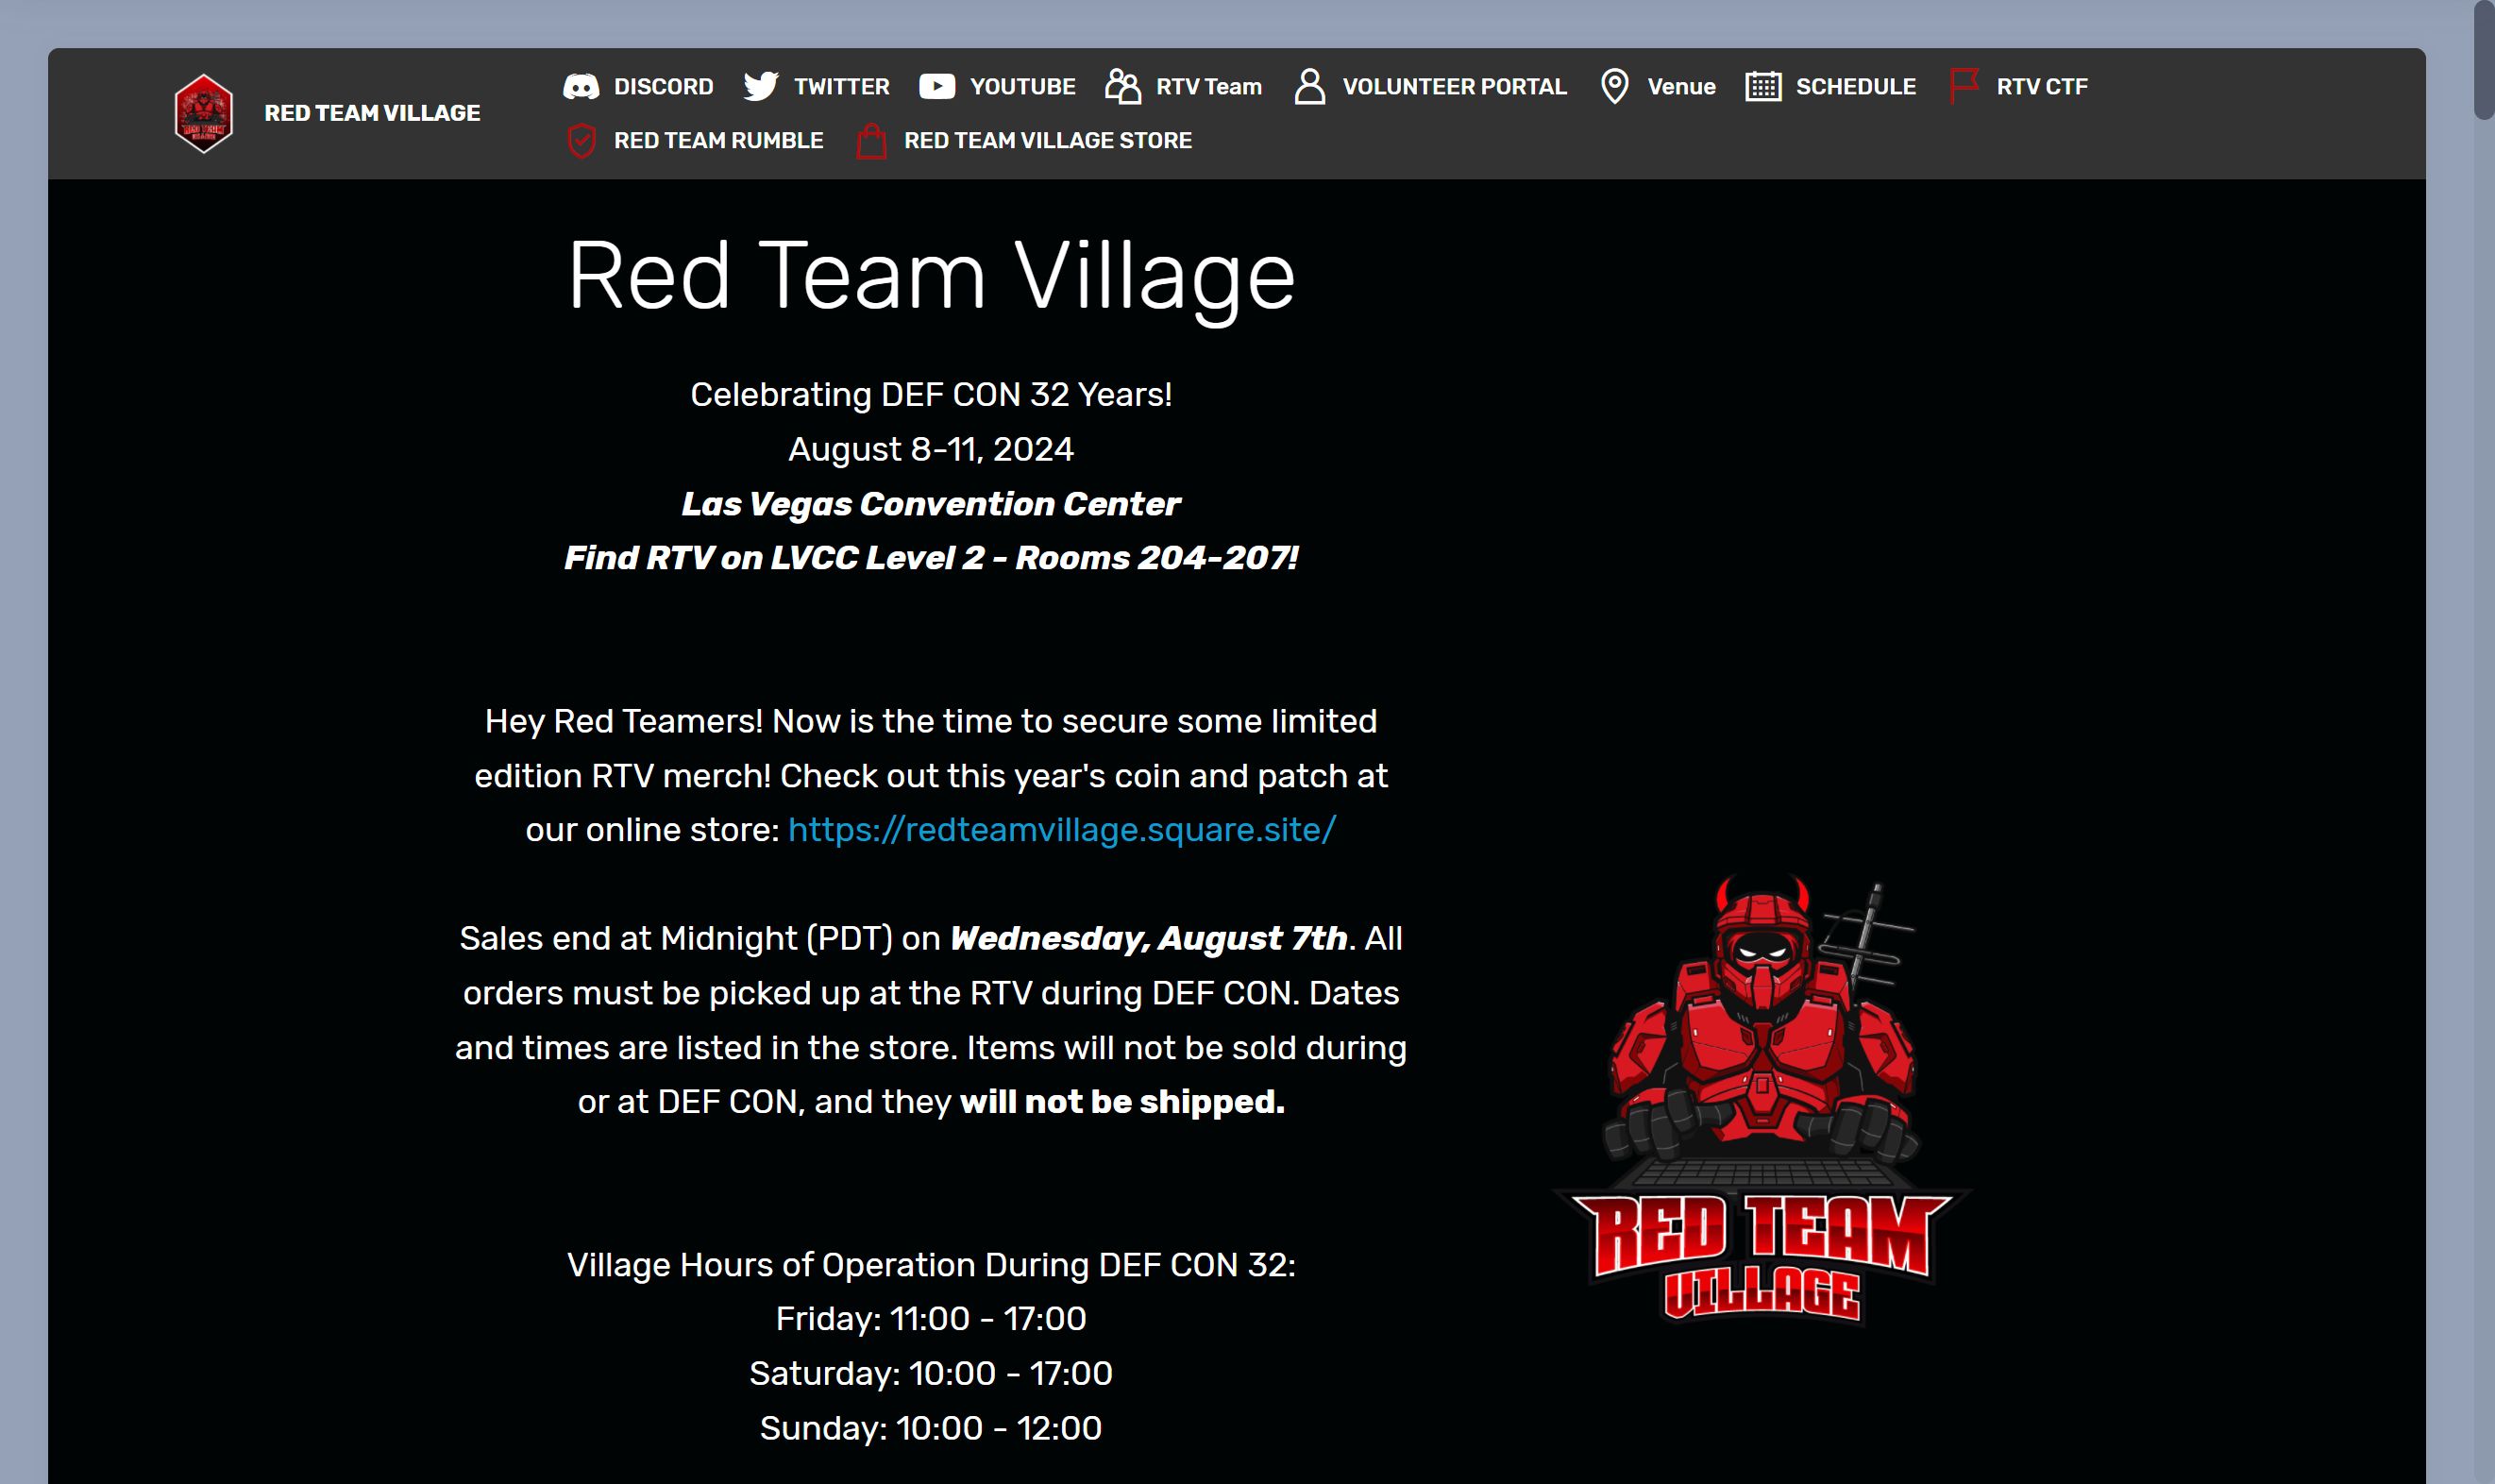 RED TEAM VILLAGE
DISCORD
TWITTER
YOUTUBE
RTV Team
VOLUNTEER PORTAL
Venue
SCHEDULE
RTV CTF
RED TEAM RUMBLE
RED TEAM VILLAGE STORE
Red Team Village
Celebrating DEF CON 32 Years!
August 8-11, 2024
Las Vegas Convention Center
Find RTV on LVCC Level 2 - Rooms 204-207!
Hey Red Teamers! Now is the time to secure some limited
edition RTV merch! Check out this year's coin and patch at
our online store: https://redteamvillage.square.site/
Sales end at Midnight (PDT) on Wednesday, August 7th. All
orders must be picked up at the RTV during DEF CON. Dates
and times are listed in the store. Items will not be sold during
or at DEF CON, and they will not be shipped.
Village Hours of Operation During DEF CON 32:
Friday: 11:00 - 17:00
Saturday: 10:00 - 17:00
Sunday: 10:00 - 12:00
RED TEAM
VILLAGE